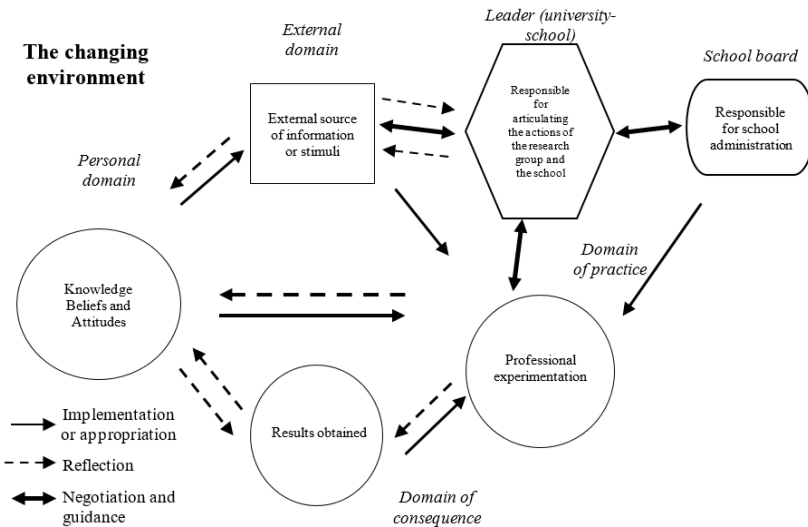 The changing
environment
External
domain
Leader (university-
school)
School board
External source
of information
or stimuli
Responsible
for
articulating
the actions of
the research
group and
the school
Responsible
for school
administration
Personal
domain
Domain
of practice
Knowledge
Beliefs and
Attitudes
Professional
experimentation
Results obtained
Domain of
consequence
Implementation
or appropriation
Reflection
Negotiation and
guidance